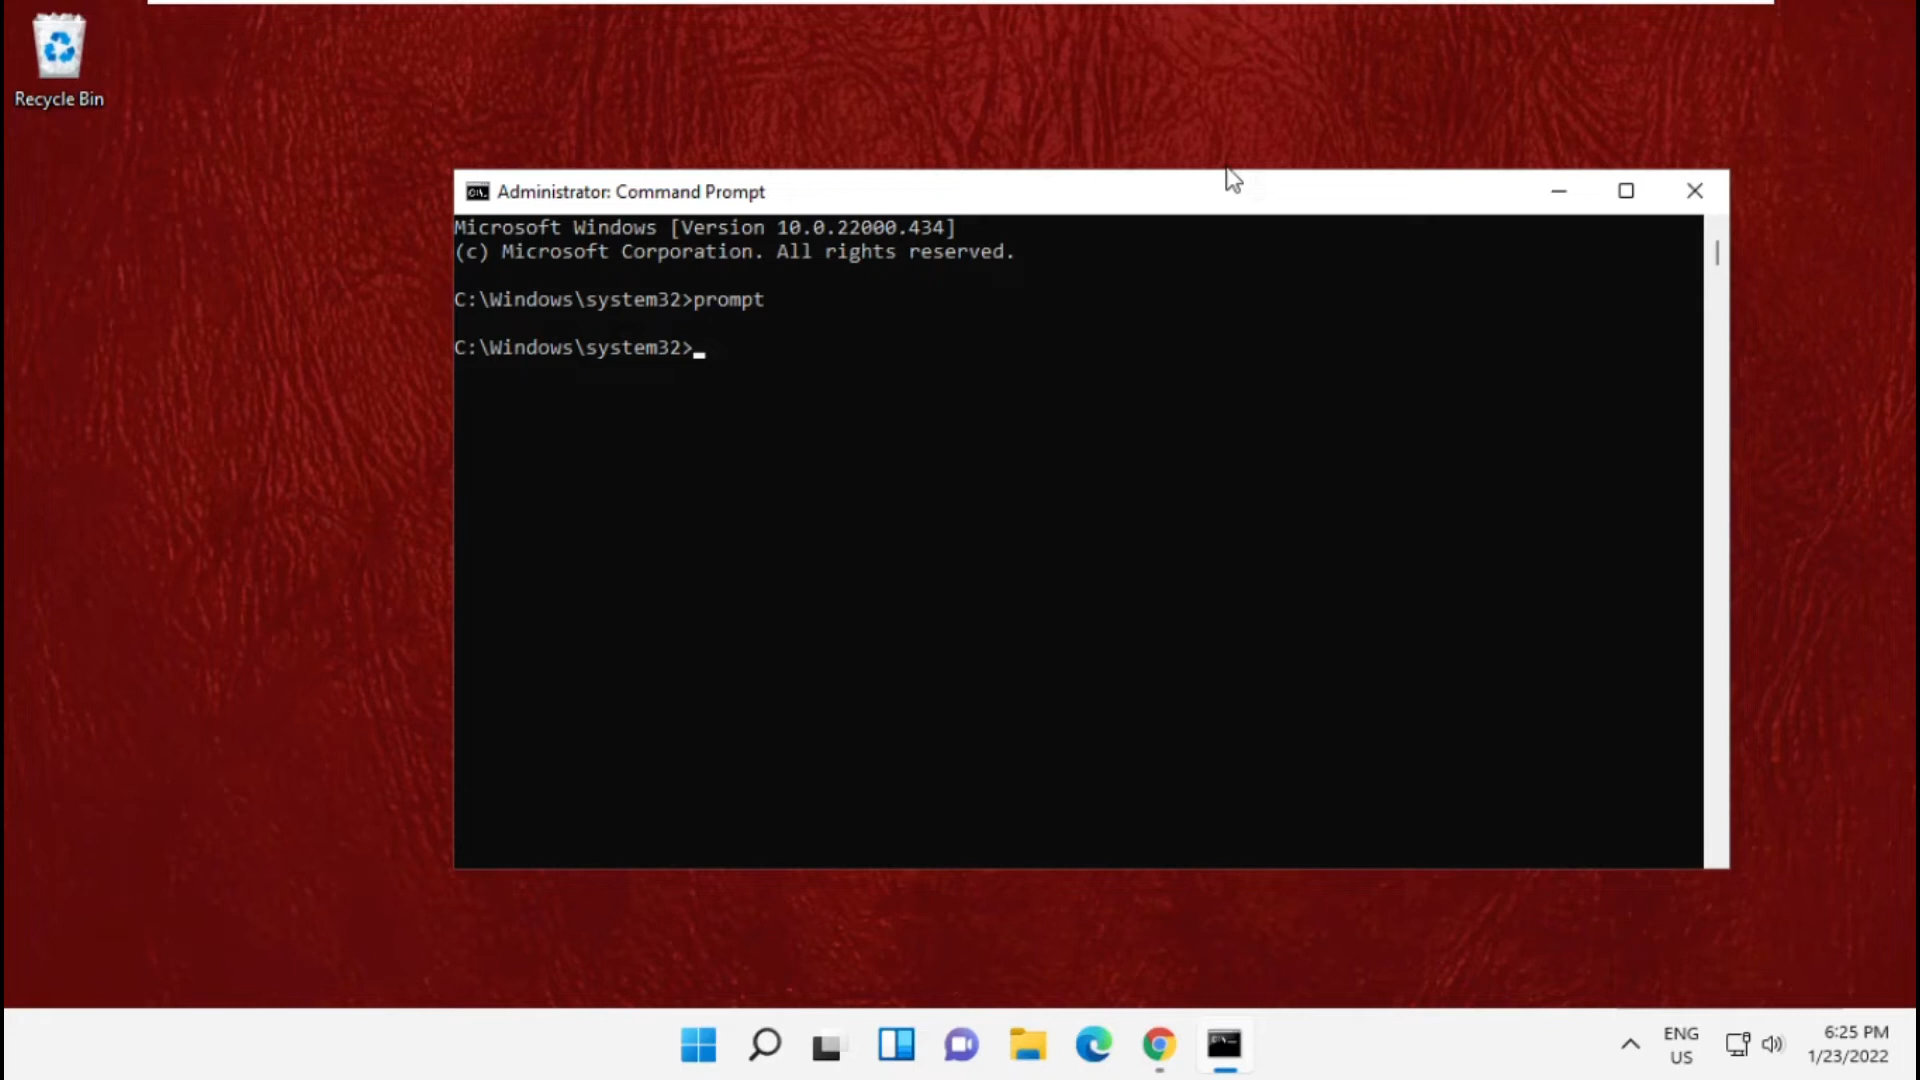 Recycle Bin
Administrator: Command Prompt
Microsoft Windows [Version 10.0.22000.434]
(c) Microsoft Corporation. All rights reserved.
C:\Windows\system32>prompt
C:\Windows\system32>
ENG
US
6:25 PM
1/23/2022